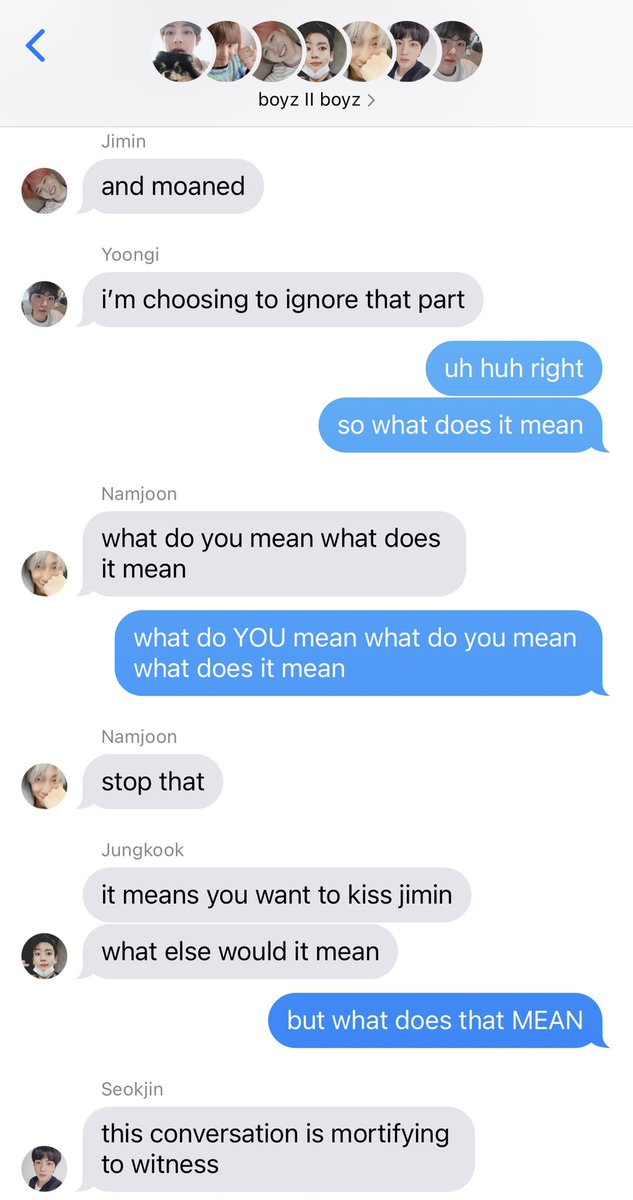 boyz II boyz
Jimin
and moaned
Yoongi
i’m choosing to ignore that part
uh huh right
so what does it mean
Namjoon
what do you mean what does
it mean
what do YOU mean what do you mean
what does it mean
Namjoon
stop that
Jungkook
it means you want to kiss jimin
what else would it mean
but what does that MEAN
Seokjin
this conversation is mortifying
to witness